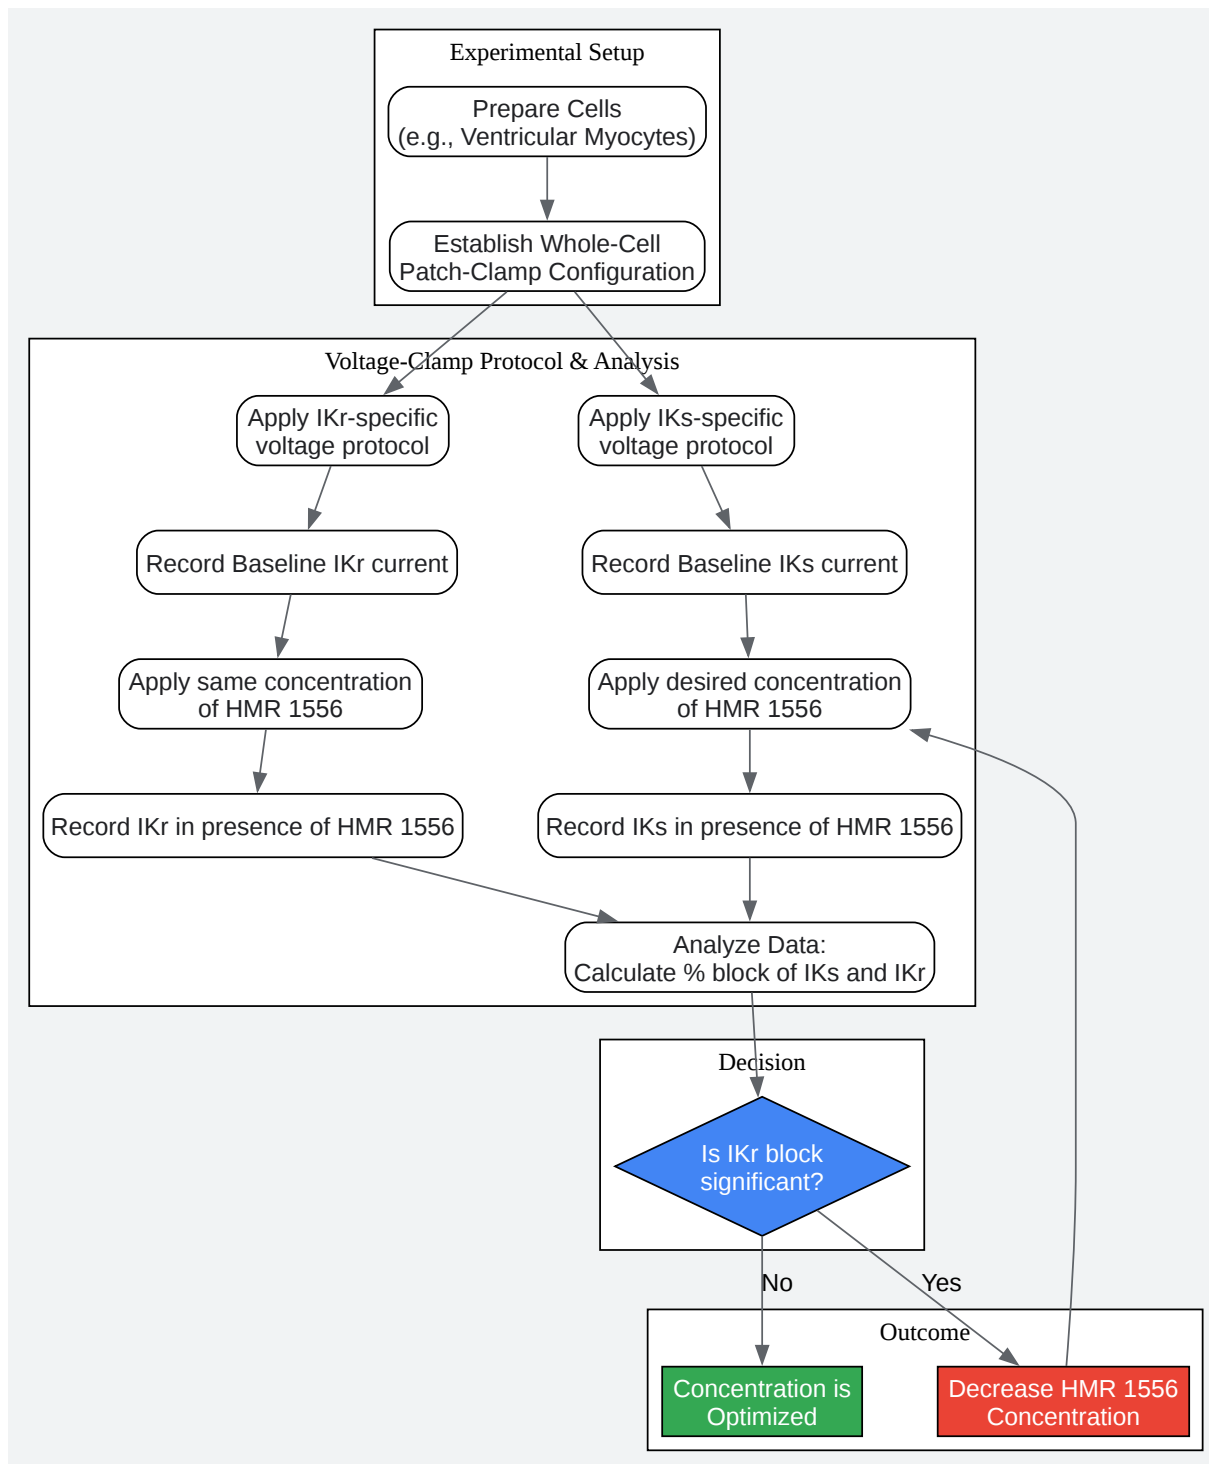 Experimental Setup
Prepare Cells
(e.g., Ventricular Myocytes)
Establish Whole-Cell
Patch-Clamp Configuration
Voltage-Clamp Protocol & Analysis
Apply IKr-specific
voltage protocol
Apply IKs-specific
voltage protocol
Record Baseline IKr current
Record Baseline IKs current
Apply same concentration
of HMR 1556
Apply desired concentration
of HMR 1556
Record IKr in presence of HMR 1556
Record IKs in presence of HMR 1556
Analyze Data:
Calculate % block of IKs and IKr
Decision
Is IKr block
significant?
No
Yes
Outcome
Concentration is
Optimized
Decrease HMR 1556
Concentration